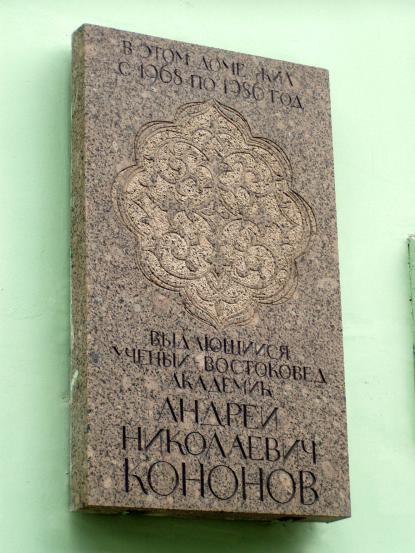 В ЭТОМ ДОМЕ ЖИЛ
С 1968 ПО 1986 ГОД
ВЫДАЮЩИЙСЯ
УЧЕНЫЙ-ВОСТОКОВЕД
АКАДЕМИК
АНДРЕЙ
НИКОЛАЕВИЧ
КОНОНОВ